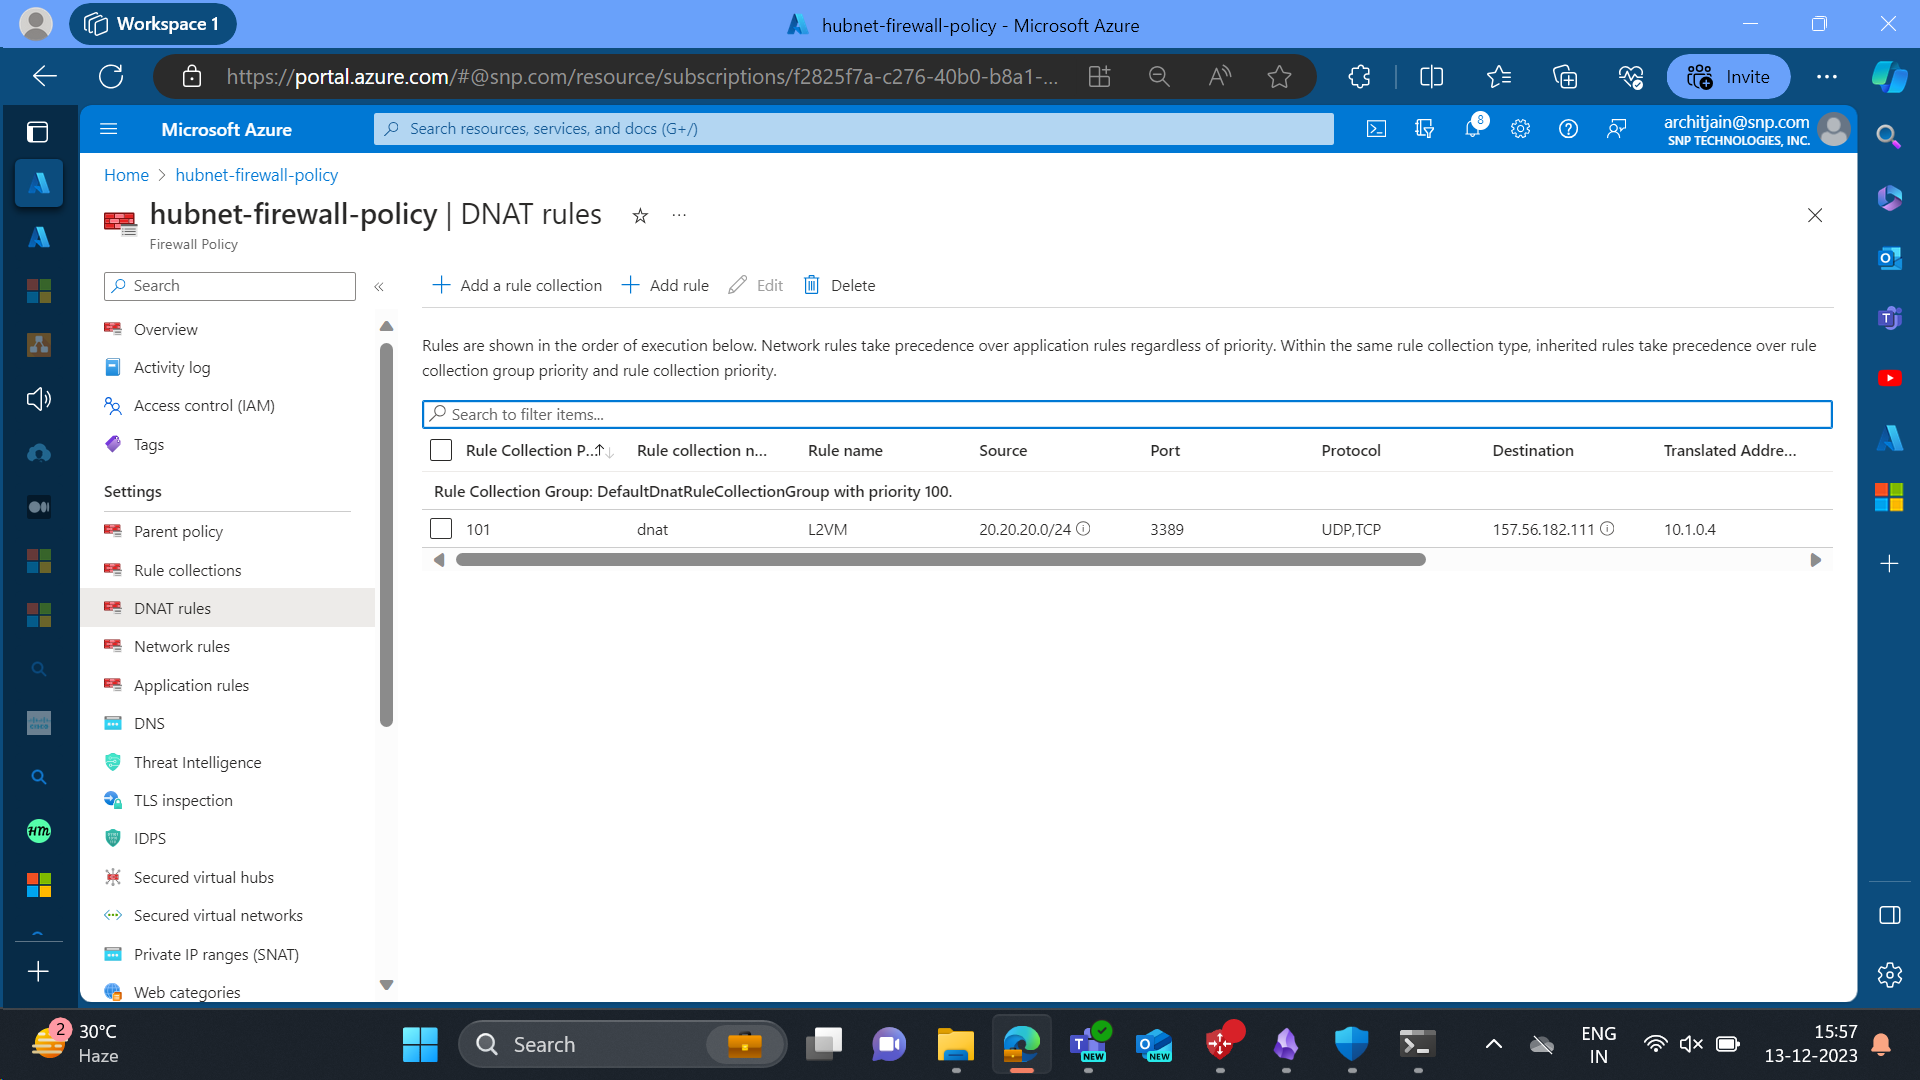 Workspace 1
hubnet-firewall-policy - Microsoft Azure
https://portal.azure.com/#@snp.com/resource/subscriptions/f2825f7a-c276-40b0-b8a1-...
Invite
Microsoft Azure
Search resources, services, and docs (G+/)
8
architjain@snp.com
SNP TECHNOLOGIES, INC.
Home > hubnet-firewall-policy
hubnet-firewall-policy | DNAT rules
Firewall Policy
Search
Add a rule collection
Add rule
Edit
Delete
Overview
Activity log
Access control (IAM)
Tags
Settings
Parent policy
Rule collections
DNAT rules
Network rules
Application rules
DNS
Threat Intelligence
TLS inspection
IDPS
Secured virtual hubs
Secured virtual networks
Private IP ranges (SNAT)
Web categories
Rules are shown in the order of execution below. Network rules take precedence over application rules regardless of priority. Within the same rule collection type, inherited rules take precedence over rule
collection group priority and rule collection priority.
Search to filter items...
Rule Collection P... Rule collection n... Rule name Source Port Protocol Destination Translated Addre...
Rule Collection Group: DefaultDnatRuleCollectionGroup with priority 100.
101 dnat L2VM 20.20.20.0/24 3389 UDP,TCP 157.56.182.111 10.1.0.4
2
30°C
Haze
Search
NEW
NEW
ENG
IN
15:57
13-12-2023